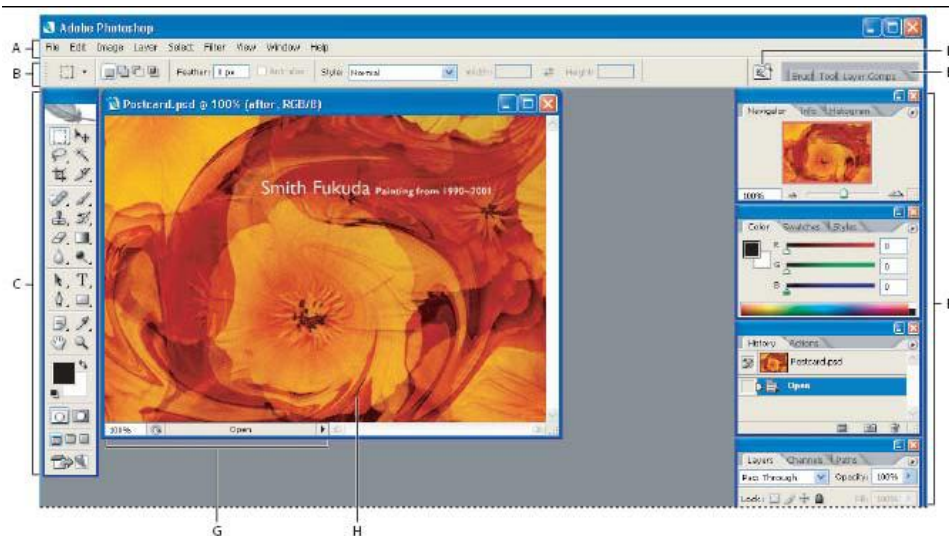 Adobe Photoshop
A
File Edit Image Layer Select Filter View Window Help
B
Feather: 0 px Anti-alias Style: Normal Width: Height:
Brush Tool Layer Comps
C
Postcard.psd @ 100% (after, RGB/8)
Navigator Info Histogram
Smith Fukuda Painting from 1990–2001
100%
Color Swatches Styles
R 0
G 0
B 0
History Actions
Postcard.psd
Open
100% Open
Layers Channels Paths
Pass Through Opacity: 100%
Lock: Fill: 100%
G H